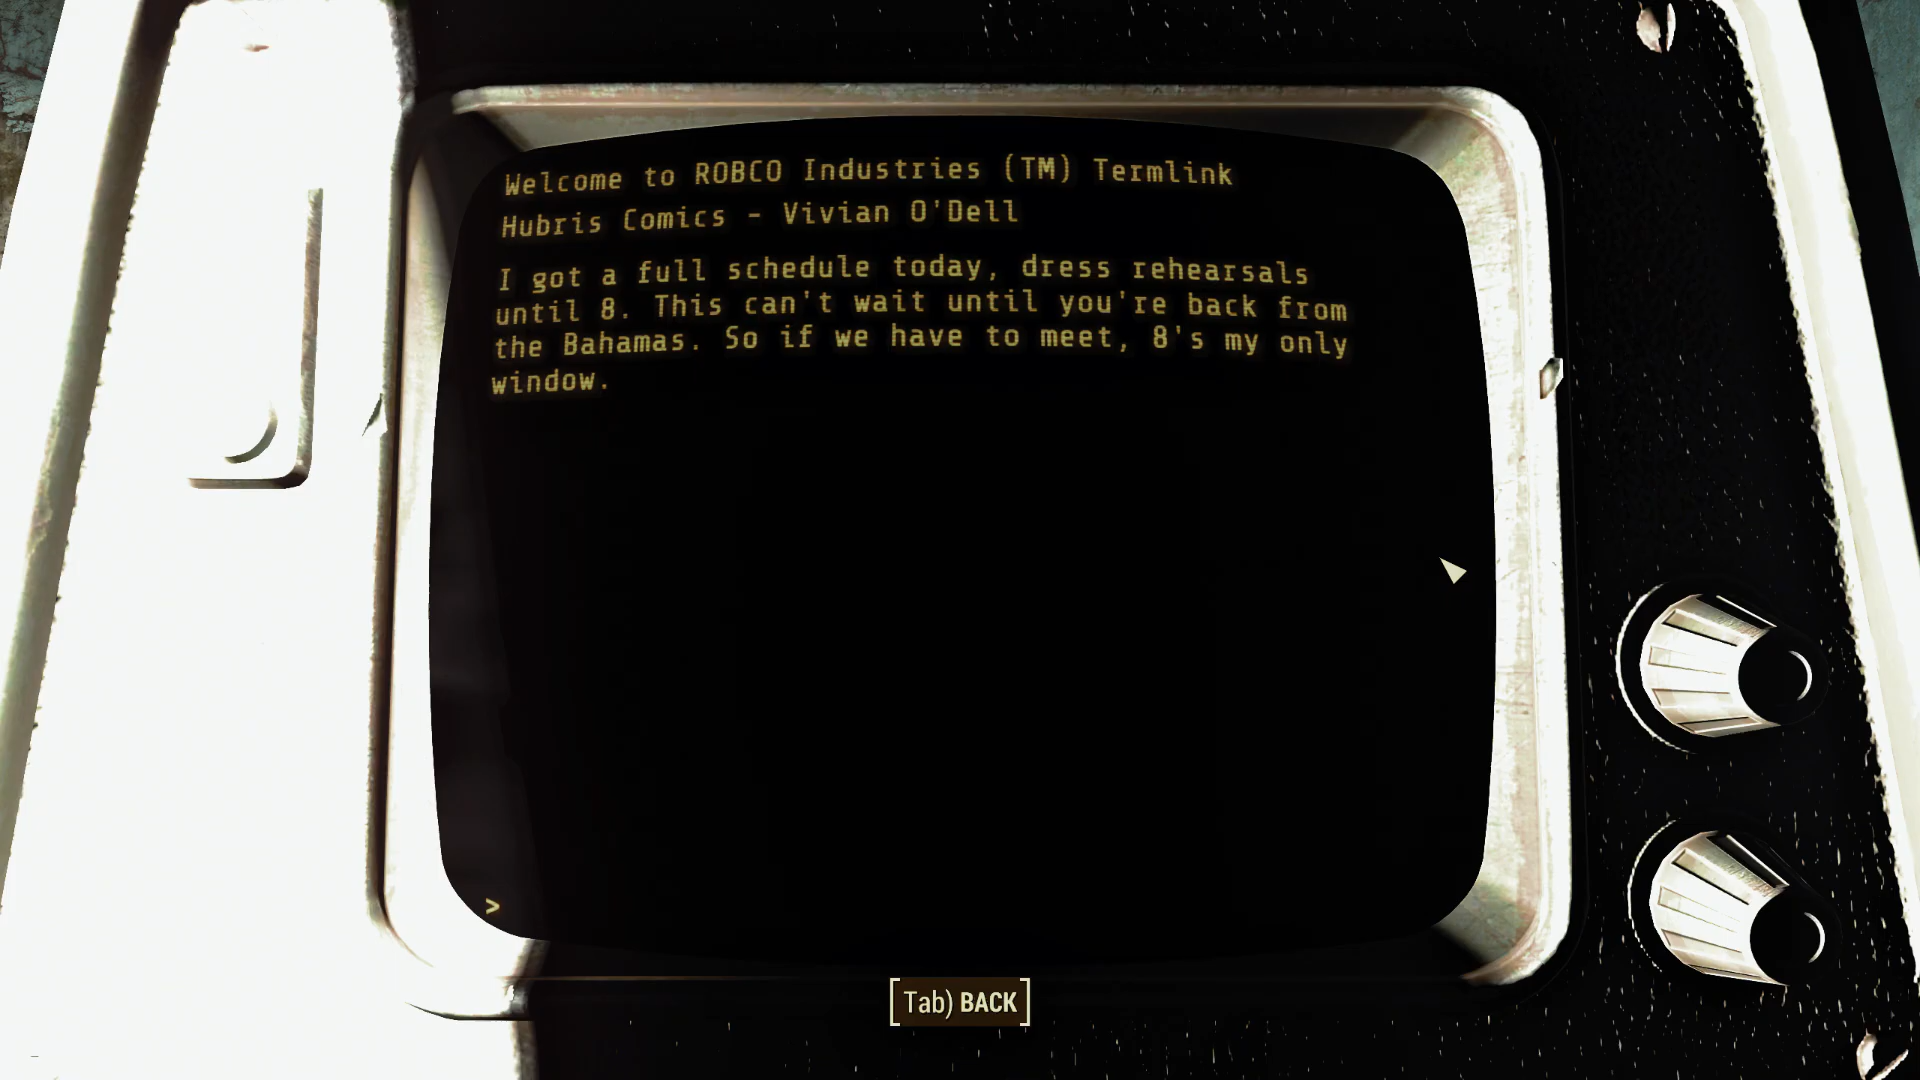 Welcome to ROBCO Industries (TM) Termlink
Hubris Comics - Vivian O'Dell
I got a full schedule today, dress rehearsals
until 8. This can't wait until you're back from
the Bahamas. So if we have to meet, 8's my only
window.
>
Tab) BACK